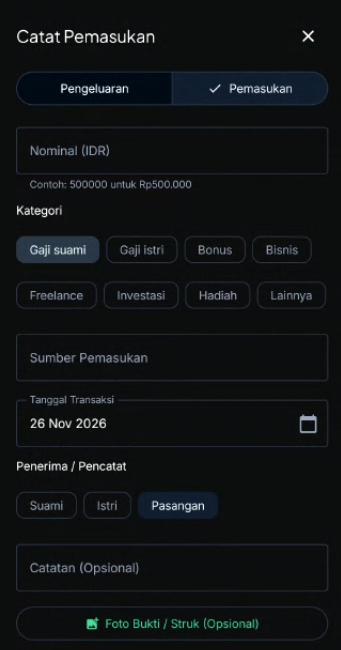 Catat Pemasukan
Pengeluaran Pemasukan
Nominal (IDR)
Contoh: 500000 untuk Rp500.000
Kategori
Gaji suami Gaji istri Bonus Bisnis
Freelance Investasi Hadiah Lainnya
Sumber Pemasukan
Tanggal Transaksi
26 Nov 2026
Penerima / Pencatat
Suami Istri Pasangan
Catatan (Opsional)
Foto Bukti / Struk (Opsional)